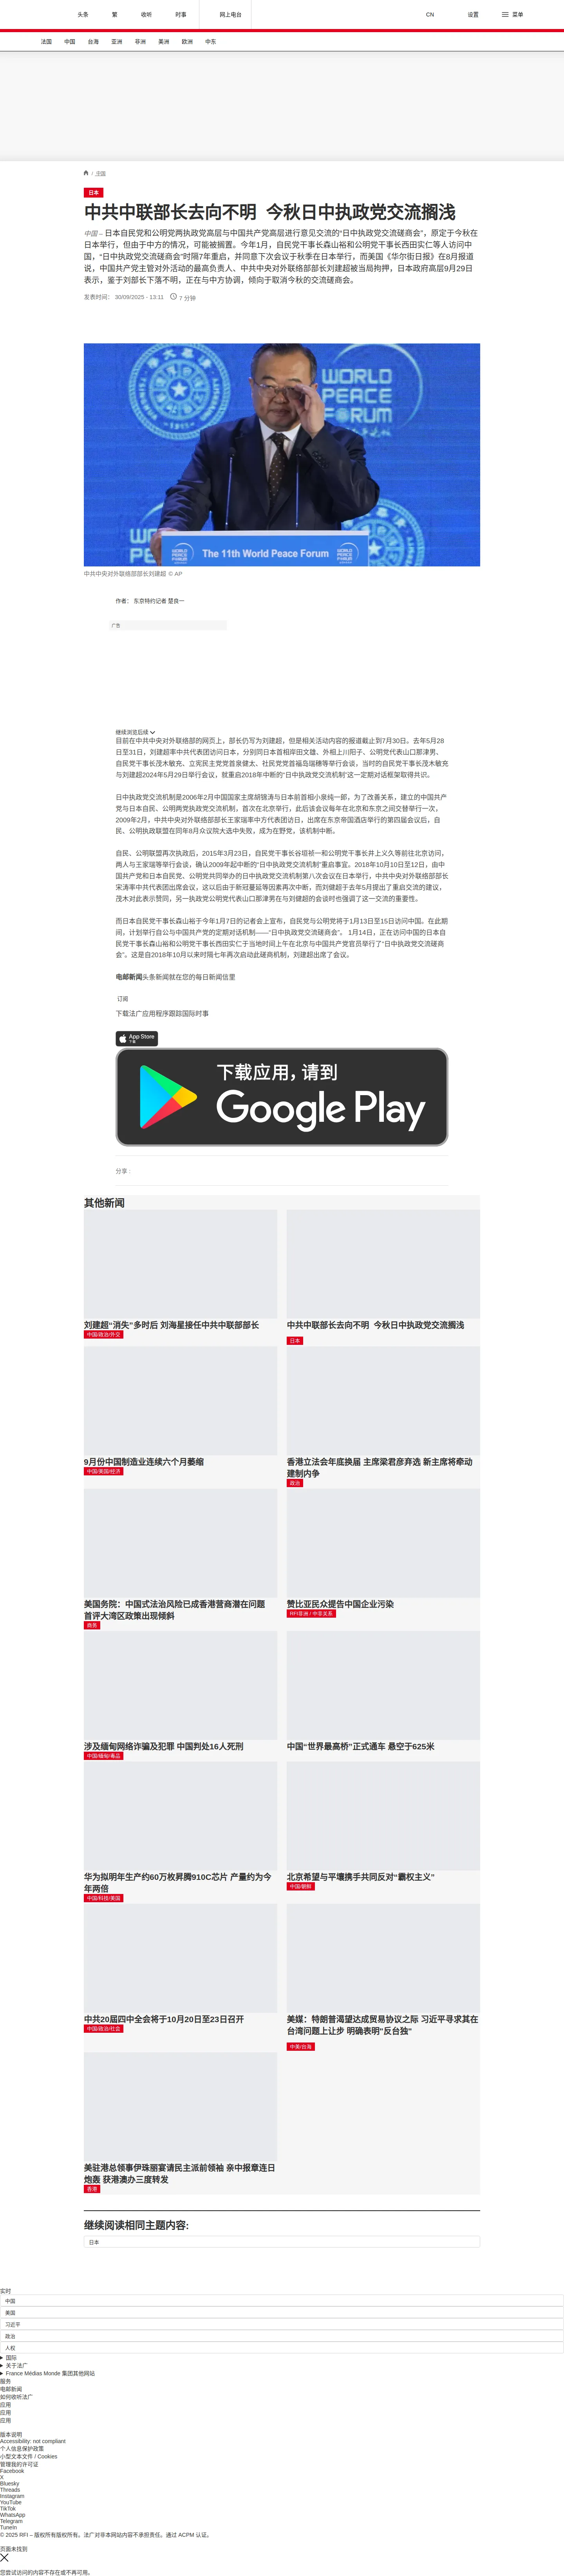 头条
繁
收听
时事
网上电台
CN
设置
菜单
法国
中国
台海
亚洲
非洲
美洲
欧洲
中东
/ 中国
日本
中共中联部长去向不明 今秋日中执政党交流搁浅
中国 – 日本自民党和公明党两执政党高层与中国共产党高层进行意见交流的“日中执政党交流磋商会”，原定于今秋在
日本举行，但由于中方的情况，可能被搁置。今年1月，自民党干事长森山裕和公明党干事长西田实仁等人访问中
国，“日中执政党交流磋商会”时隔7年重启，并同意下次会议于秋季在日本举行，而美国《华尔街日报》在8月报道
说，中国共产党主管对外活动的最高负责人、中共中央对外联络部部长刘建超被当局拘押，日本政府高层9月29日
表示，鉴于刘部长下落不明，正在与中方协调，倾向于取消今秋的交流磋商会。
发表时间： 30/09/2025 - 13:11
7 分钟
WORLD
PEACE
FORUM
The 11th World Peace Forum
中共中央对外联络部部长刘建超 © AP
作者： 东京特约记者 蓥良一
广告
继续浏览后续
目前在中共中央对外联络部的网页上，部长仍写为刘建超，但是相关活动内容的报道截止到7月30日。去年5月28
日至31日，刘建超率中共代表团访问日本，分别同日本首相岸田文雄、外相上川阳子、公明党代表山口那津男、
自民党干事长茂木敏充、立宪民主党党首泉健太、社民党党首福岛瑞穗等举行会谈，当时的自民党干事长茂木敏充
与刘建超2024年5月29日举行会议，就重启2018年中断的“日中执政党交流机制”这一定期对话框架取得共识。
日中执政党交流机制是2006年2月中国国家主席胡锦涛与日本前首相小泉纯一郎，为了改善关系，建立的中国共产
党与日本自民、公明两党执政党交流机制，首次在北京举行，此后该会议每年在北京和东京之间交替举行一次，
2009年2月，中共中央对外联络部部长王家瑞率中方代表团访日，出席在东京帝国酒店举行的第四届会议后，自
民、公明执政联盟在同年8月众议院大选中失败，成为在野党，该机制中断。
自民、公明联盟再次执政后，2015年3月23日，自民党干事长谷垣祯一和公明党干事长井上义久等前往北京访问，
两人与王家瑞等举行会谈，确认2009年起中断的“日中执政党交流机制”重启事宜。2018年10月10日至12日，由中
国共产党和日本自民党、公明党共同举办的日中执政党交流机制第八次会议在日本举行，中共中央对外联络部部长
宋涛率中共代表团出席会议，这以后由于新冠蔓延等因素再次中断，而刘健超于去年5月提出了重启交流的建议，
茂木对此表示赞同，另一执政党公明党代表山口那津男在与刘健超的会谈时也强调了这一交流的重要性。
而日本自民党干事长森山裕于今年1月7日的记者会上宣布，自民党与公明党将于1月13日至15日访问中国。在此期
间，计划举行自公与中国共产党的定期对话机制——“日中执政党交流磋商会”。 1月14日，正在访问中国的日本自
民党干事长森山裕和公明党干事长西田实仁于当地时间上午在北京与中国共产党官员举行了“日中执政党交流磋商
会”。这是自2018年10月以来时隔七年再次启动此磋商机制，刘建超出席了会议。
电邮新闻头条新闻就在您的每日新闻信里
订阅
下载法广应用程序跟踪国际时事
App Store
下载
下载应用，请到
Google Play
分享 :
其他新闻
刘建超“消失”多时后 刘海星接任中共中联部部长
中国/政治/外交
中共中联部长去向不明 今秋日中执政党交流搁浅
日本
9月份中国制造业连续六个月萎缩
中国/美国/经济
香港立法会年底换届 主席梁君彦弃选 新主席将牵动
建制内争
政治
美国务院：中国式法治风险已成香港营商潜在问题
首评大湾区政策出现倾斜
商务
赞比亚民众提告中国企业污染
RFI非洲 / 中非关系
涉及缅甸网络诈骗及犯罪 中国判处16人死刑
中国/缅甸/毒品
中国“世界最高桥”正式通车 悬空于625米
华为拟明年生产约60万枚昇腾910C芯片 产量约为今
年两倍
中国/科技/美国
北京希望与平壤携手共同反对“霸权主义”
中国/朝鲜
中共20届四中全会将于10月20日至23日召开
中国/政治/社会
美媒：特朗普渴望达成贸易协议之际 习近平寻求其在
台湾问题上让步 明确表明“反台独”
中美/台海
美驻港总领事伊珠丽宴请民主派前领袖 亲中报章连日
炮轰 获港澳办三度转发
香港
继续阅读相同主题内容:
日本
实时
中国
美国
习近平
政治
人权
国际
关于法广
France Médias Monde 集团其他网站
服务
电邮新闻
如何收听法广
应用
应用
应用
版本说明
Accessibility: not compliant
个人信息保护政策
小型文本文件 / Cookies
管理我的许可证
Facebook
X
Bluesky
Threads
Instagram
YouTube
TikTok
WhatsApp
Telegram
TuneIn
© 2025 RFI – 版权所有版权所有。法广对非本网站内容不承担责任。通过 ACPM 认证。
页面未找到
您尝试访问的内容不存在或不再可用。